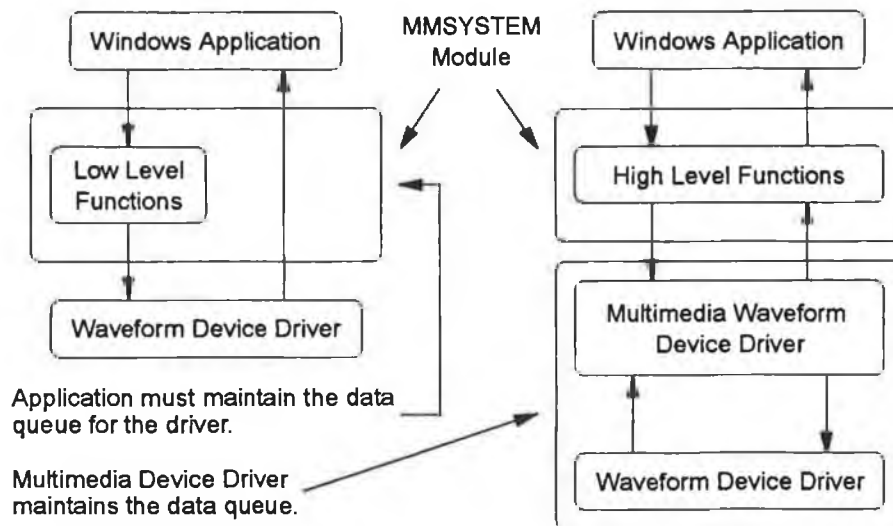 Windows Application
Low Level
Functions
Waveform Device Driver
MMSYSTEM
Module
Windows Application
High Level Functions
Multimedia Waveform
Device Driver
Waveform Device Driver
Application must maintain the data
queue for the driver.
Multimedia Device Driver
maintains the data queue.